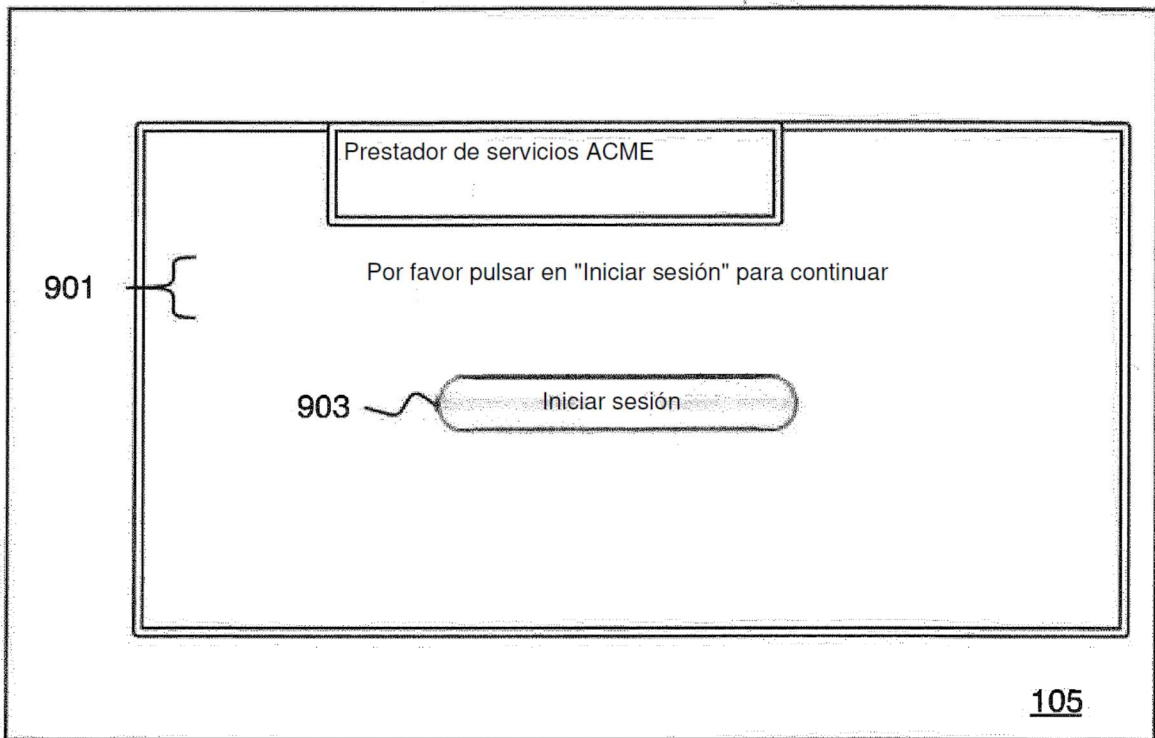 Prestador de servicios ACME
901
Por favor pulsar en "Iniciar sesión" para continuar
903
Iniciar sesión
105